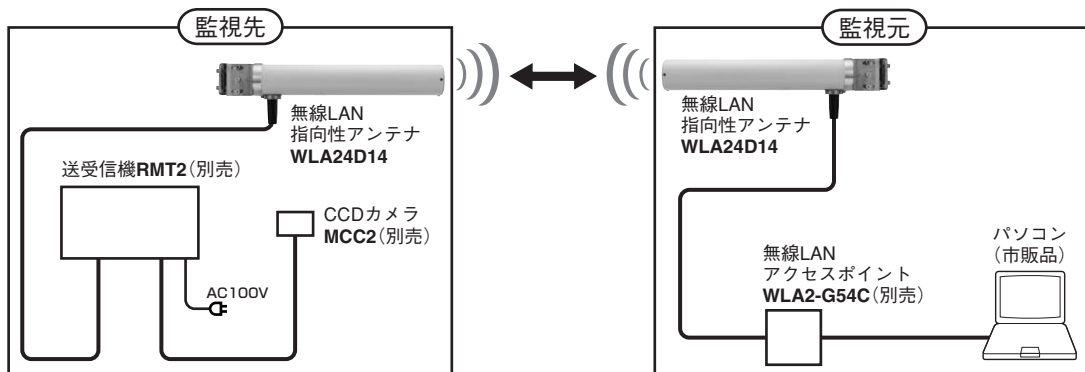 監視先
無線LAN
指向性アンテナ
WLA24D14
送受信機RMT2(別売)
CCDカメラ
MCC2(別売)
AC100V
監視元
無線LAN
指向性アンテナ
WLA24D14
無線LAN
アクセスポイント
WLA2-G54C(別売)
パソコン
(市販品)